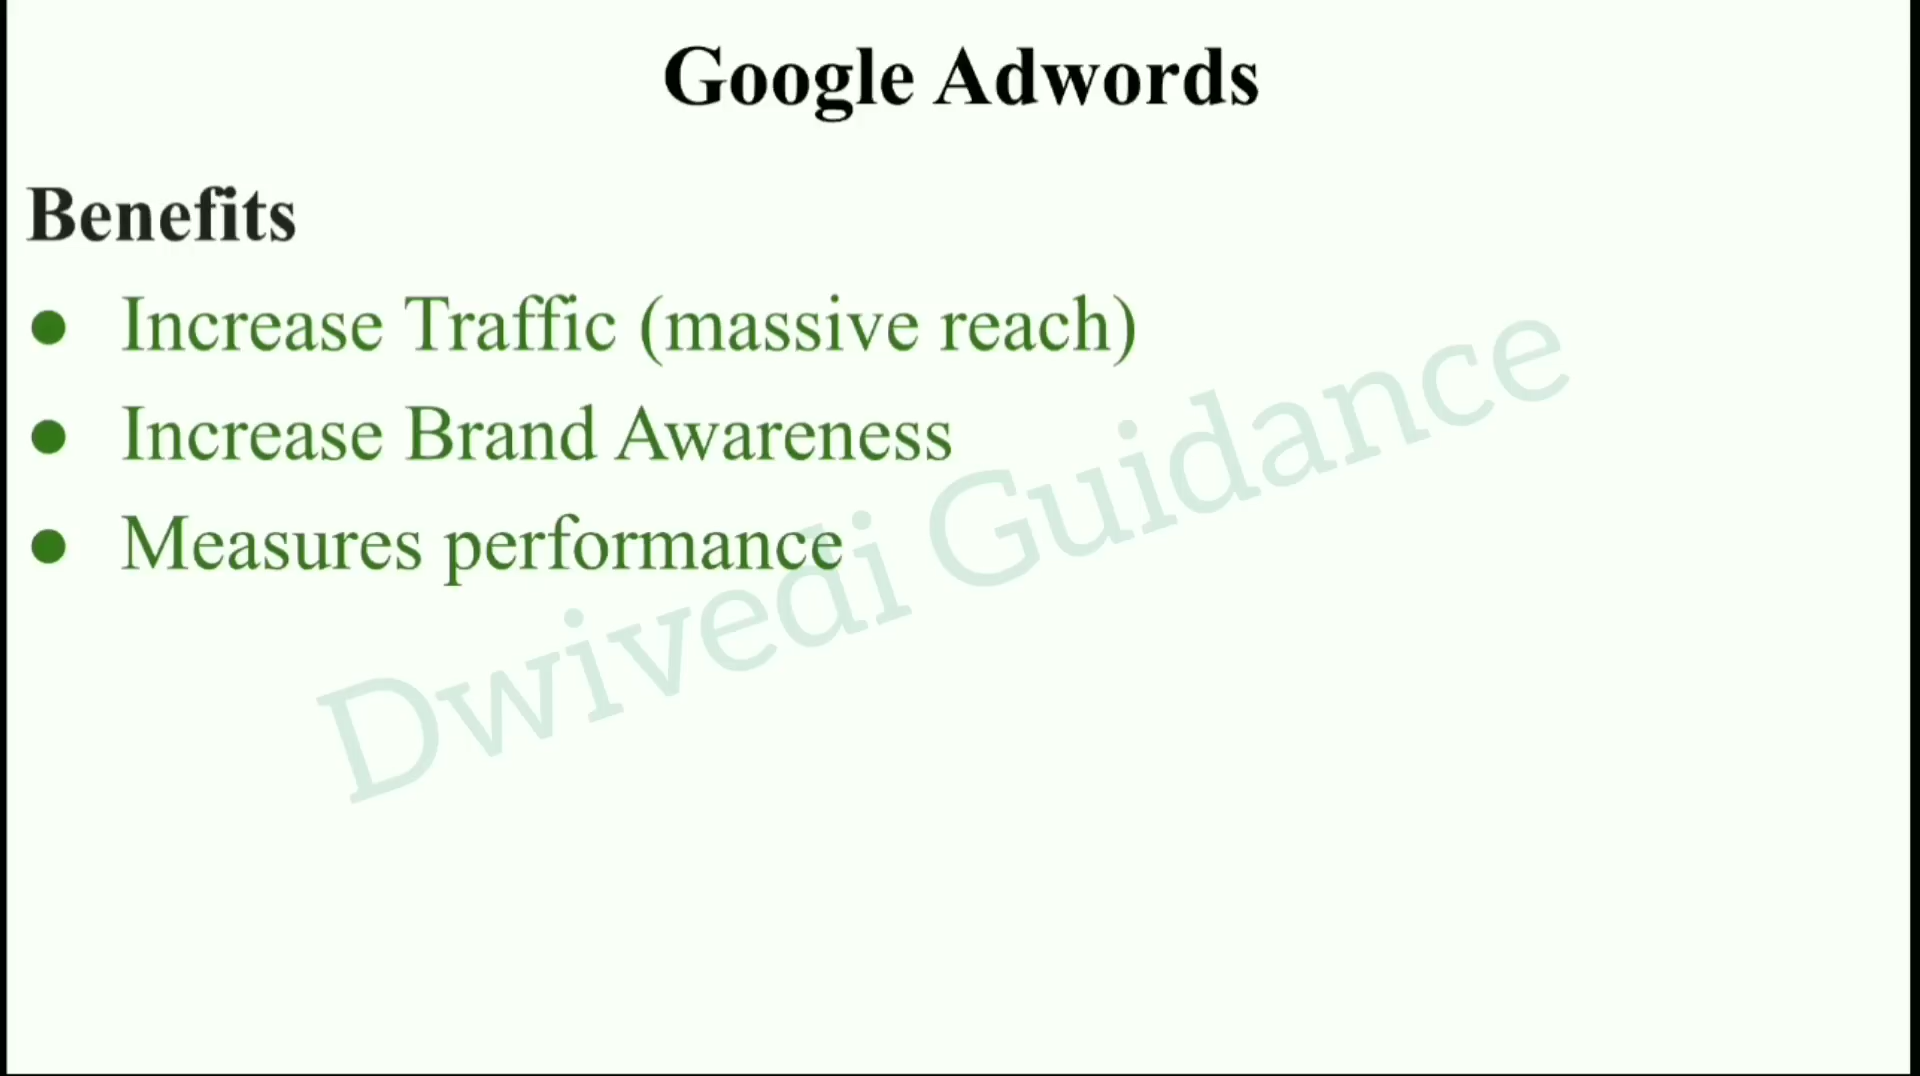 Google Adwords
Benefits
● Increase Traffic (massive reach)
● Increase Brand Awareness
● Measures performance
Dwivedi Guidance